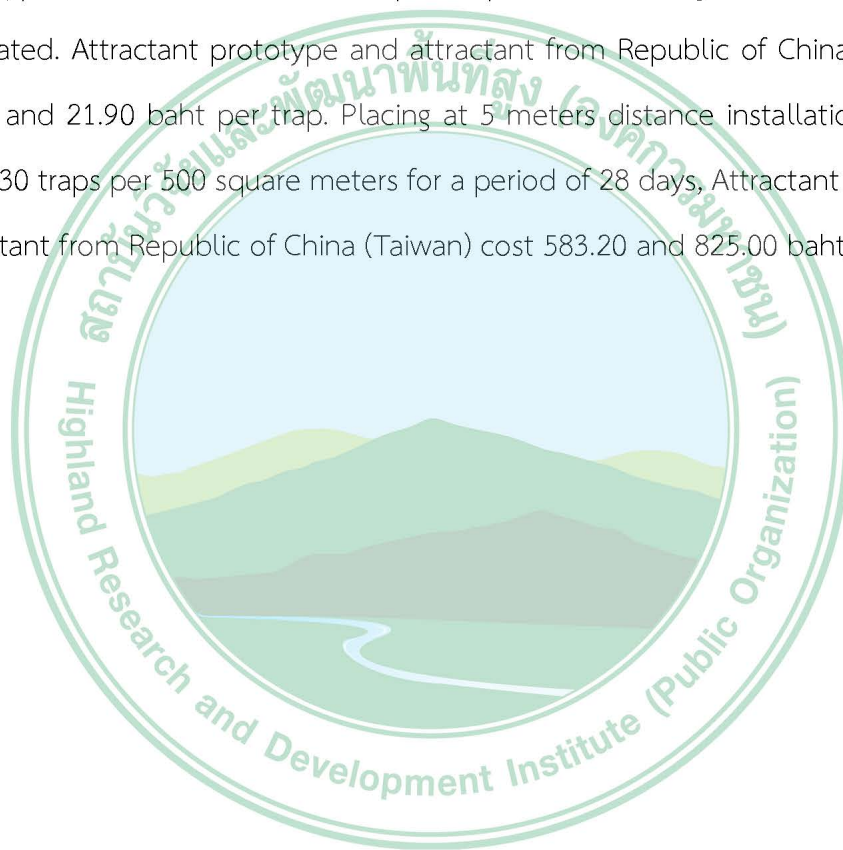 ated. Attractant prototype and attractant from Republic of China
and 21.90 baht per trap. Placing at 5 meters distance installatio
30 traps per 500 square meters for a period of 28 days, Attractant
tant from Republic of China (Taiwan) cost 583.20 and 825.00 baht
สถาบันวิจัยและพัฒนาพื้นที่สูง (องค์การมหาชน)
Highland Research and Development Institute (Public Organization)